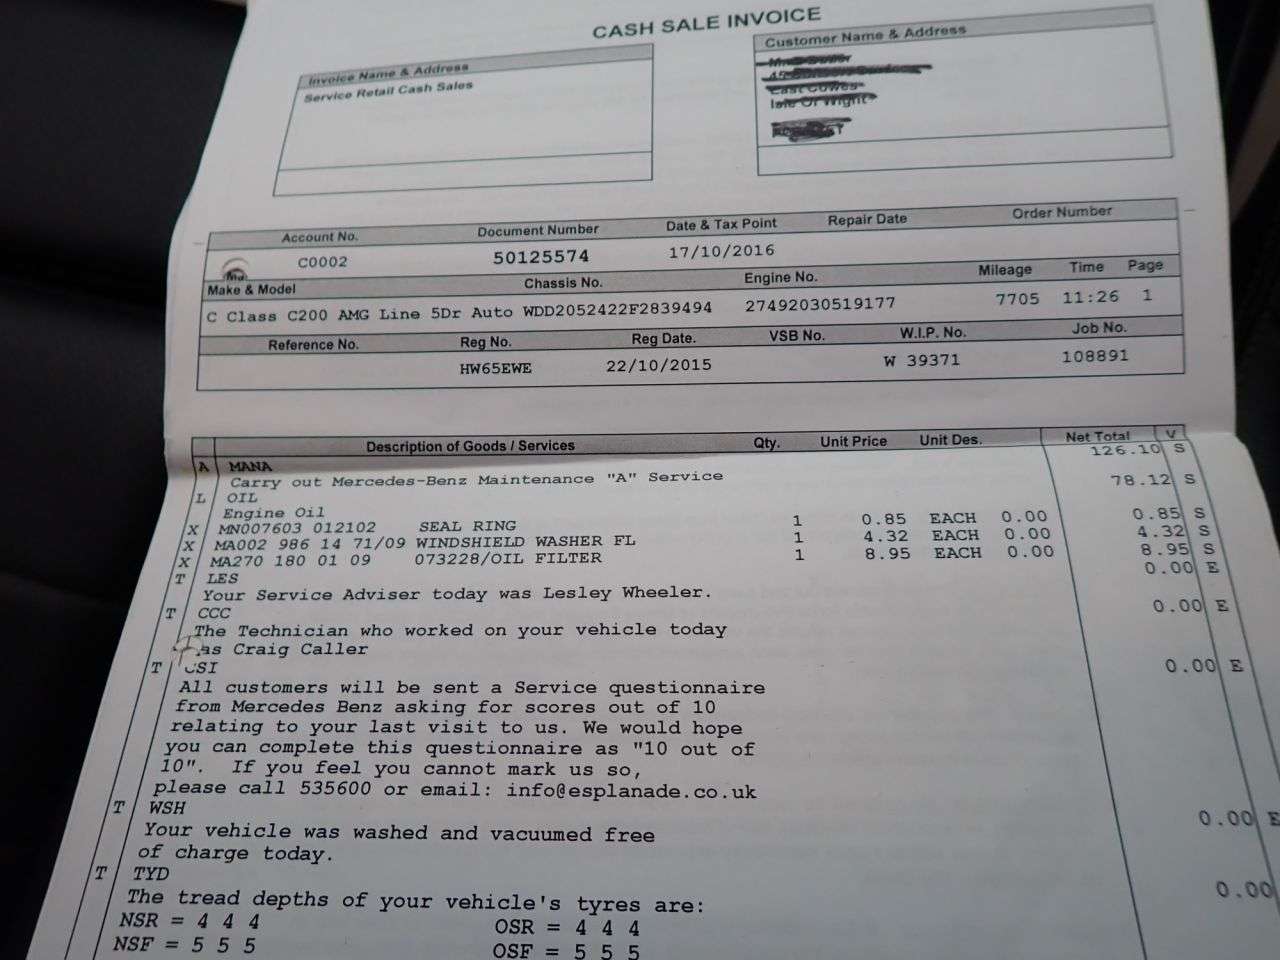 CASH SALE INVOICE
Invoice Name & Address
Service Retail Cash Sales
Customer Name & Address
East Cowes
Isle Of Wight
Account No. Document Number Date & Tax Point Repair Date Order Number
C0002 50125574 17/10/2016
Make & Model Chassis No. Engine No. Mileage Time Page
C Class C200 AMG Line 5Dr Auto WDD2052422F2839494 27492030519177 7705 11:26 1
Reference No. Reg No. Reg Date. VSB No. W.I.P. No. Job No.
HW65EWE 22/10/2015 W 39371 108891
Description of Goods / Services Qty. Unit Price Unit Des. Net Total V
A MANA 126.10 S
Carry out Mercedes-Benz Maintenance "A" Service
L OIL 78.12 S
Engine Oil
X MN007603 012102 SEAL RING 1 0.85 EACH 0.00 0.85 S
X MA002 986 14 71/09 WINDSHIELD WASHER FL 1 4.32 EACH 0.00 4.32 S
X MA270 180 01 09 073228/OIL FILTER 1 8.95 EACH 0.00 8.95 S
T LES 0.00 E
Your Service Adviser today was Lesley Wheeler.
T CCC 0.00 E
The Technician who worked on your vehicle today
as Craig Caller
T CSI 0.00 E
All customers will be sent a Service questionnaire
from Mercedes Benz asking for scores out of 10
relating to your last visit to us. We would hope
you can complete this questionnaire as "10 out of
10". If you feel you cannot mark us so,
please call 535600 or email: info@esplanade.co.uk
T WSH 0.00 E
Your vehicle was washed and vacuumed free
of charge today.
T TYD 0.00
The tread depths of your vehicle's tyres are:
NSR = 4 4 4 OSR = 4 4 4
NSF = 5 5 5 OSF = 5 5 5